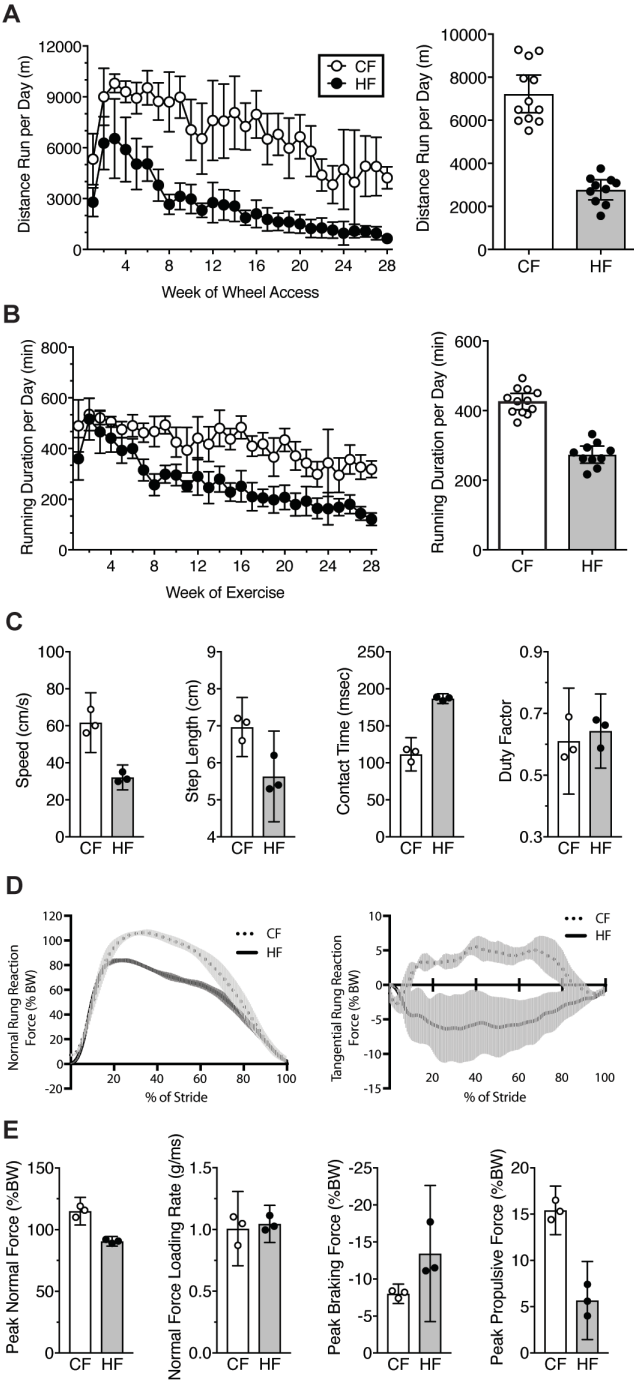 A
Distance Run per Day (m)
12000
9000
6000
3000
0
4 8 12 16 20 24 28
Week of Wheel Access
CF
HF
Distance Run per Day (m)
10000
8000
6000
4000
2000
0
CF HF
B
Running Duration per Day (min)
800
600
400
200
0
4 8 12 16 20 24 28
Week of Exercise
Running Duration per Day (min)
600
400
200
0
CF HF
C
Speed (cm/s)
100
80
60
40
20
0
CF HF
Step Length (cm)
9
8
7
6
5
4
CF HF
Contact Time (msec)
250
200
150
100
50
0
CF HF
Duty Factor
0.9
0.7
0.5
0.3
CF HF
D
Normal Rung Reaction
Force (% BW)
120
100
80
60
40
20
0
-20
20 40 60 80 100
% of Stride
CF
HF
Tangential Rung Reaction
Force (% BW)
10
5
0
-5
-10
-15
20 40 60 80 100
% of Stride
CF
HF
E
Peak Normal Force (%BW)
150
100
50
0
CF HF
Normal Force Loading Rate (g/ms)
1.5
1.0
0.5
0.0
CF HF
Peak Braking Force (%BW)
-25
-20
-15
-10
-5
0
CF HF
Peak Propulsive Force (%BW)
20
15
10
5
0
CF HF